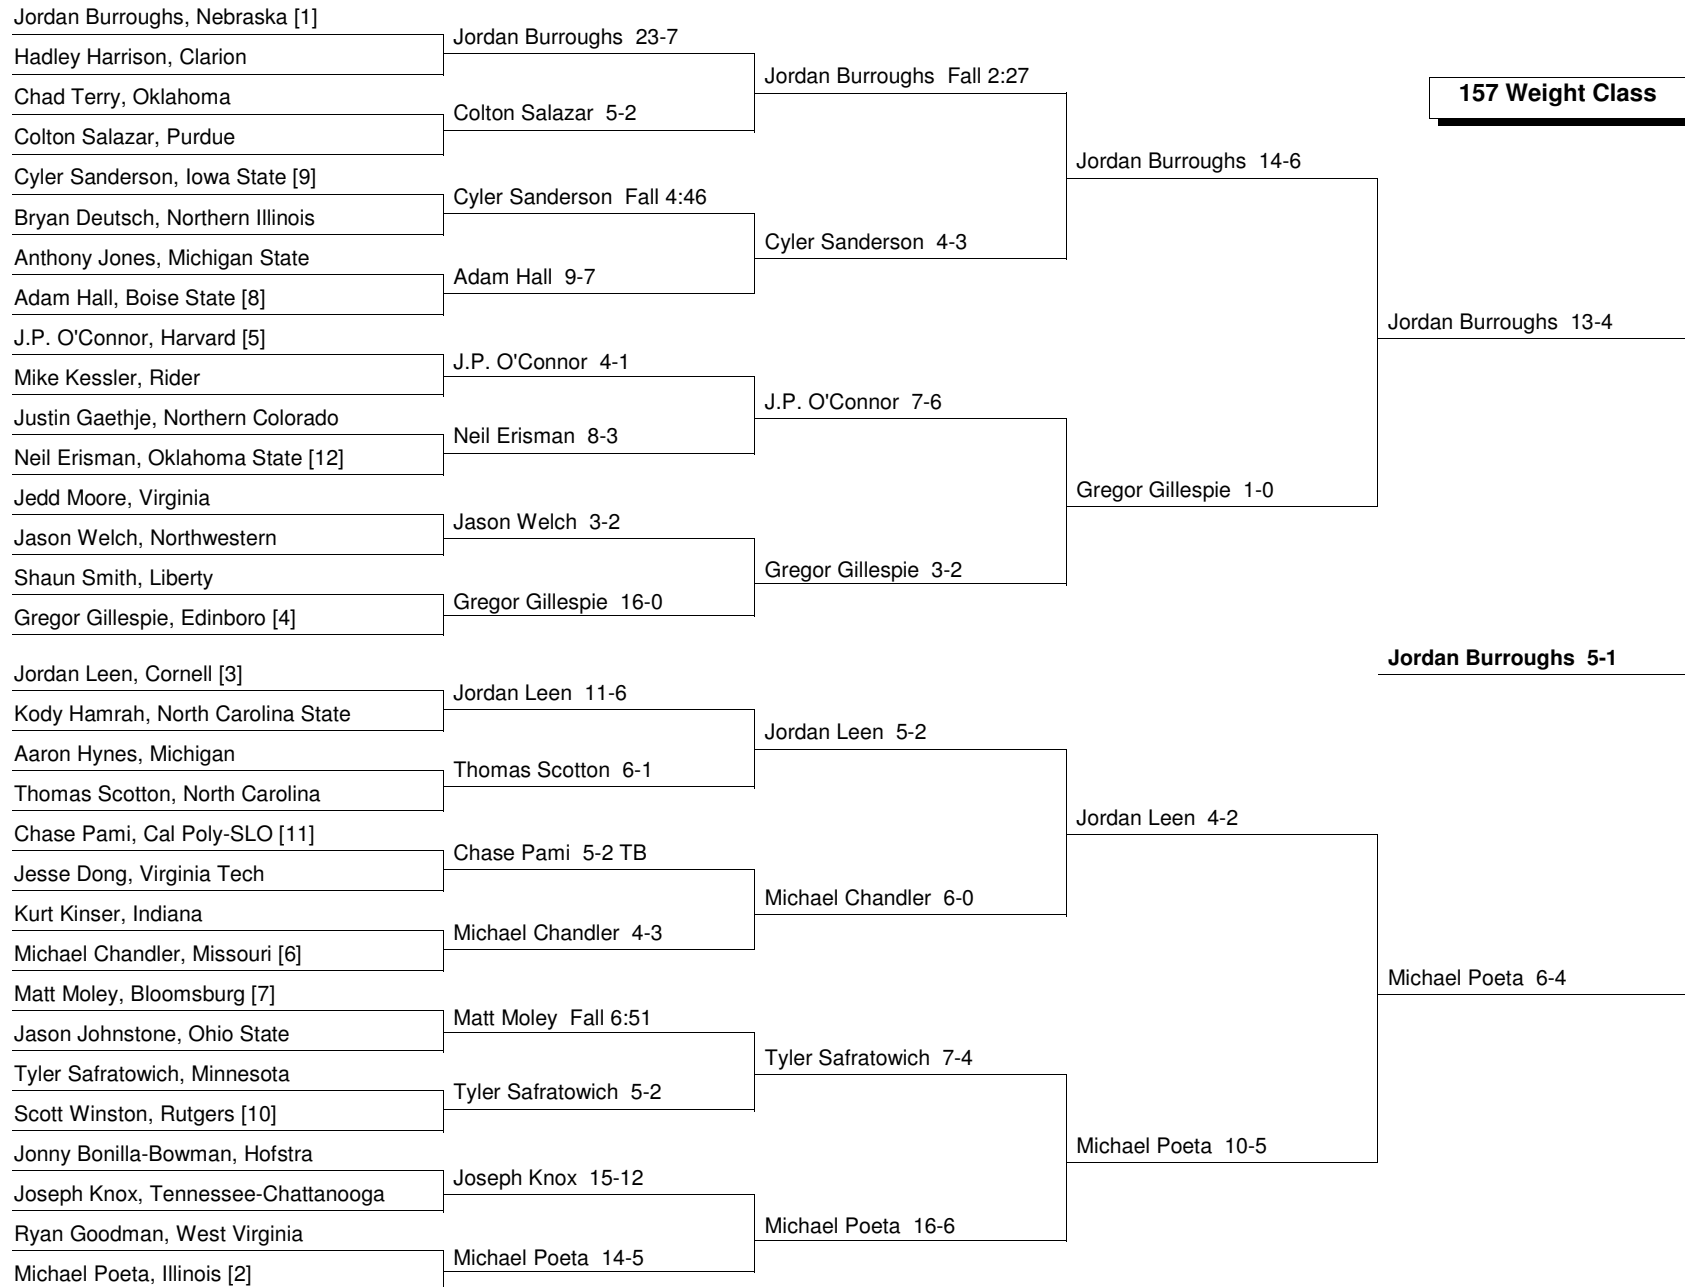 Jordan Burroughs, Nebraska [1]
Hadley Harrison, Clarion
Chad Terry, Oklahoma
Colton Salazar, Purdue
Cyler Sanderson, Iowa State [9]
Bryan Deutsch, Northern Illinois
Anthony Jones, Michigan State
Adam Hall, Boise State [8]
J.P. O'Connor, Harvard [5]
Mike Kessler, Rider
Justin Gaethje, Northern Colorado
Neil Erisman, Oklahoma State [12]
Jedd Moore, Virginia
Jason Welch, Northwestern
Shaun Smith, Liberty
Gregor Gillespie, Edinboro [4]
Jordan Leen, Cornell [3]
Kody Hamrah, North Carolina State
Aaron Hynes, Michigan
Thomas Scotton, North Carolina
Chase Pami, Cal Poly-SLO [11]
Jesse Dong, Virginia Tech
Kurt Kinser, Indiana
Michael Chandler, Missouri [6]
Matt Moley, Bloomsburg [7]
Jason Johnstone, Ohio State
Tyler Safratowich, Minnesota
Scott Winston, Rutgers [10]
Jonny Bonilla-Bowman, Hofstra
Joseph Knox, Tennessee-Chattanooga
Ryan Goodman, West Virginia
Michael Poeta, Illinois [2]
Jordan Burroughs 23-7
Colton Salazar 5-2
Cyler Sanderson Fall 4:46
Adam Hall 9-7
J.P. O'Connor 4-1
Neil Erisman 8-3
Jason Welch 3-2
Gregor Gillespie 16-0
Jordan Leen 11-6
Thomas Scotton 6-1
Chase Pami 5-2 TB
Michael Chandler 4-3
Matt Moley Fall 6:51
Tyler Safratowich 5-2
Joseph Knox 15-12
Michael Poeta 14-5
Jordan Burroughs Fall 2:27
Cyler Sanderson 4-3
J.P. O'Connor 7-6
Gregor Gillespie 3-2
Jordan Leen 5-2
Michael Chandler 6-0
Tyler Safratowich 7-4
Michael Poeta 16-6
Jordan Burroughs 14-6
Gregor Gillespie 1-0
Jordan Leen 4-2
Michael Poeta 10-5
157 Weight Class
Jordan Burroughs 13-4
Jordan Burroughs 5-1
Michael Poeta 6-4